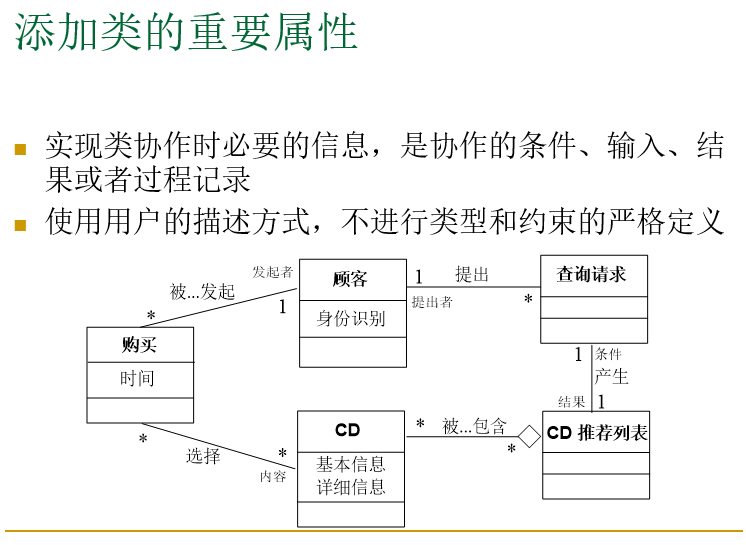 添加类的重要属性
实现类协作时必要的信息，是协作的条件、输入、结
果或者过程记录
使用用户的描述方式，不进行类型和约束的严格定义
发起者
顾客
1
提出
查询请求
被...发起
1
提出者
*
*
身份识别
购买
时间
1
条件
产生
结果
1
*
选择
*
内容
CD
基本信息
详细信息
*
被...包含
*
CD 推荐列表